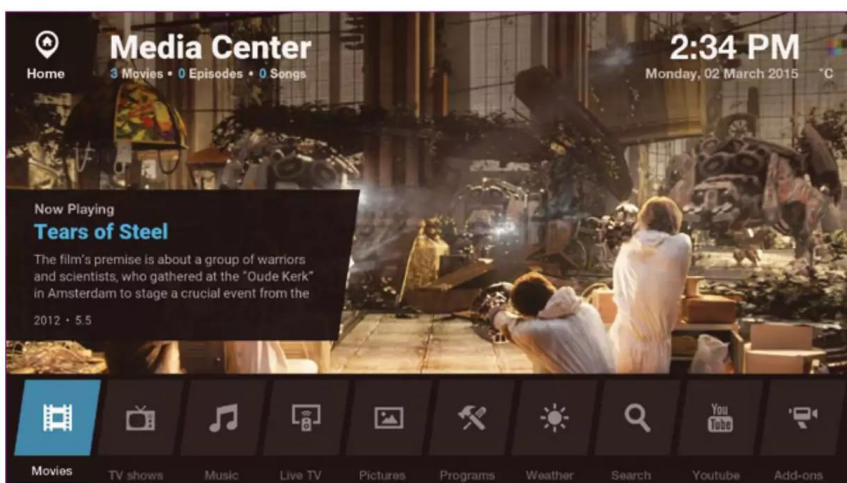 Home
Media Center
3 Movies • 0 Episodes • 0 Songs
2:34 PM
Monday, 02 March 2015 °C
Now Playing
Tears of Steel
The film's premise is about a group of warriors
and scientists, who gathered at the "Oude Kerk"
in Amsterdam to stage a crucial event from the
2012 • 5.5
You
Tube
Movies TV shows Music Live TV Pictures Programs Weather Search Youtube Add-ons